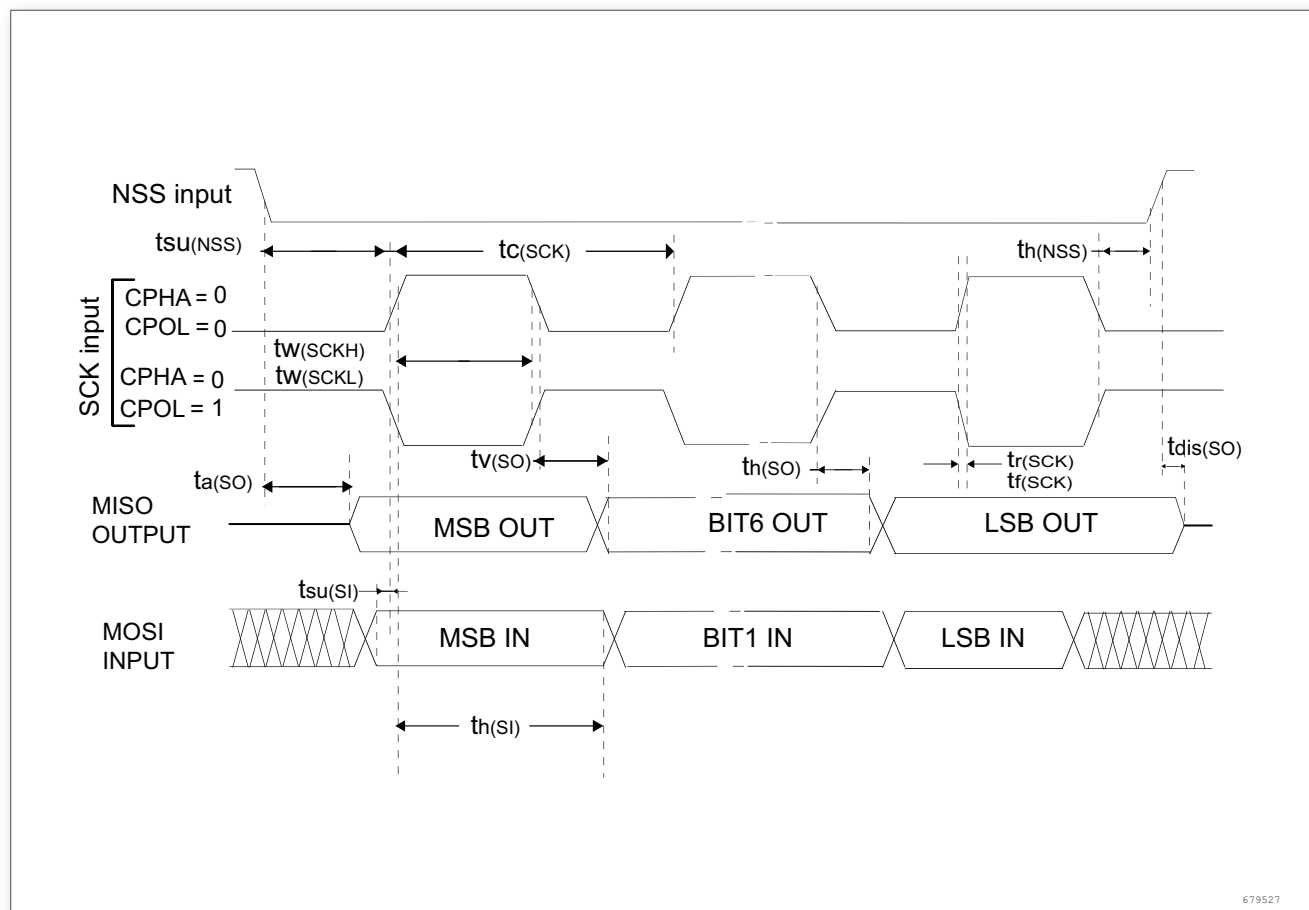 NSS input
tsu(NSS)
tc(SCK)
th(NSS)
SCK input
CPHA = 0
CPOL = 0
tw(SCKH)
tw(SCKL)
CPHA = 0
CPOL = 1
tv(SO)
th(SO)
tr(SCK)
tf(SCK)
tdis(SO)
ta(SO)
MISO
OUTPUT
MSB OUT
BIT6 OUT
LSB OUT
tsu(SI)
MOSI
INPUT
MSB IN
BIT1 IN
LSB IN
th(SI)
679527